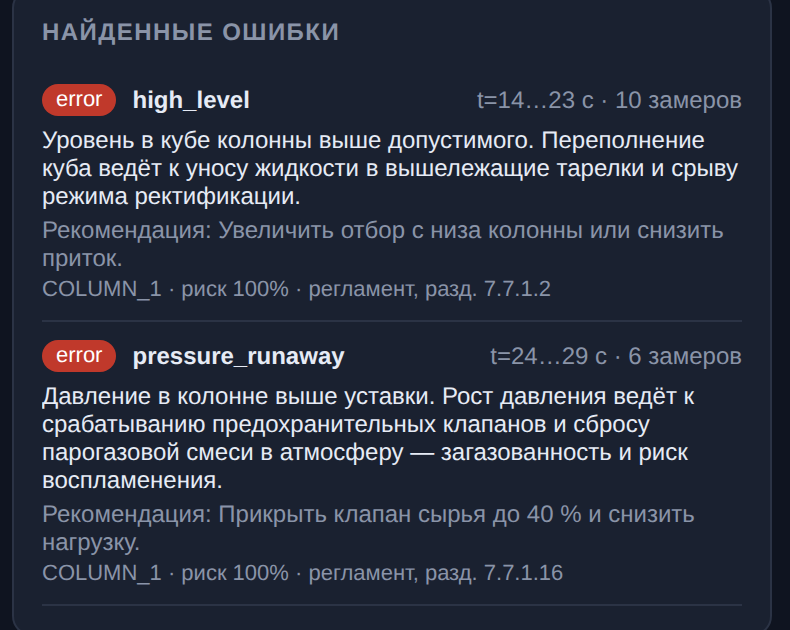 НАЙДЕННЫЕ ОШИБКИ
error high_level t=14…23 с · 10 замеров
Уровень в кубе колонны выше допустимого. Переполнение
куба ведёт к уносу жидкости в вышележащие тарелки и срыву
режима ректификации.
Рекомендация: Увеличить отбор с низа колонны или снизить
приток.
COLUMN_1 · риск 100% · регламент, разд. 7.7.1.2
error pressure_runaway t=24…29 с · 6 замеров
Давление в колонне выше уставки. Рост давления ведёт к
срабатыванию предохранительных клапанов и сбросу
парогазовой смеси в атмосферу — загазованность и риск
воспламенения.
Рекомендация: Прикрыть клапан сырья до 40 % и снизить
нагрузку.
COLUMN_1 · риск 100% · регламент, разд. 7.7.1.16